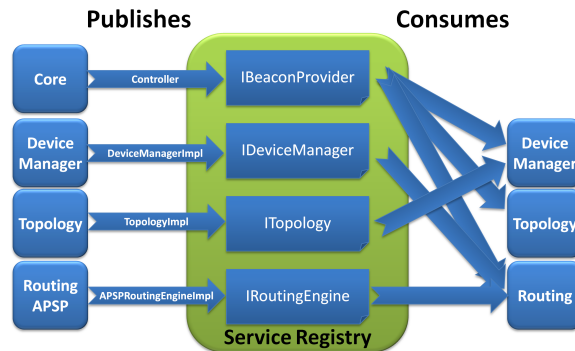 Publishes
Consumes
Core
Controller
IBeaconProvider
Device
Manager
DeviceManagerImpl
IDeviceManager
Device
Manager
Topology
TopologyImpl
ITopology
Topology
Routing
APSP
APSPRoutingEngineImpl
IRoutingEngine
Routing
Service Registry